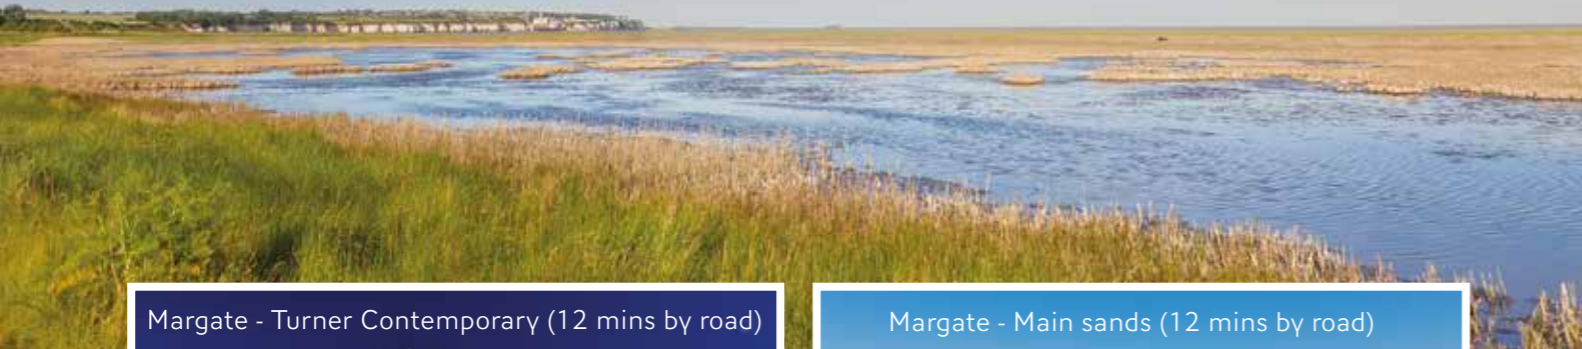 Margate - Turner Contemporary (12 mins by road)
Margate - Main sands (12 mins by road)